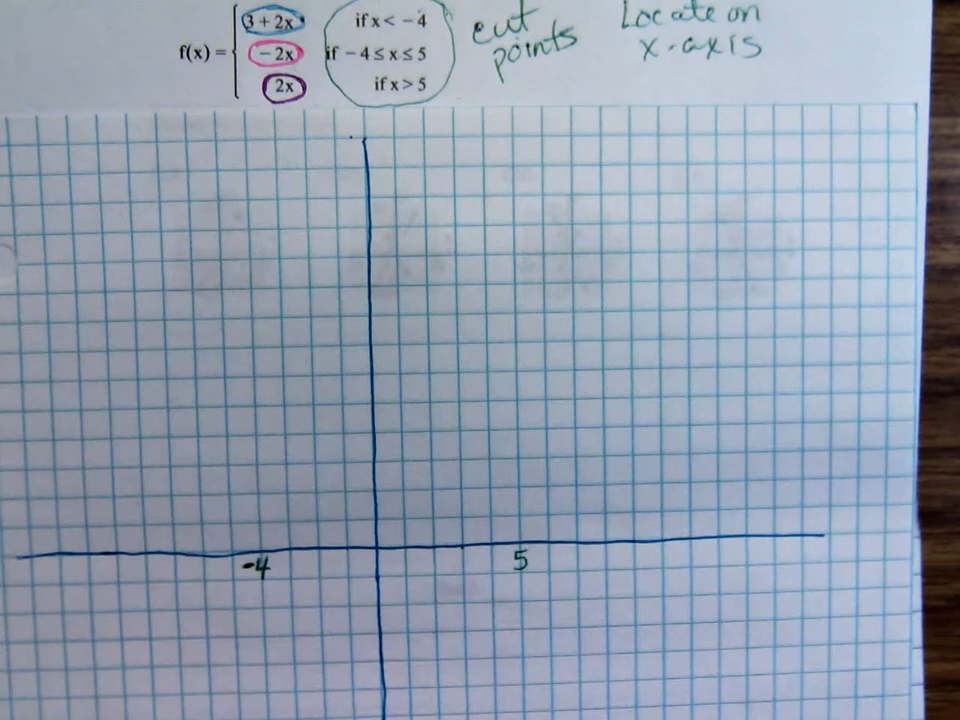 3 + 2x if x < - 4
f(x) = - 2x if - 4 ≤ x ≤ 5
2x if x > 5
cut points
Locate on
x-axis
-4 5